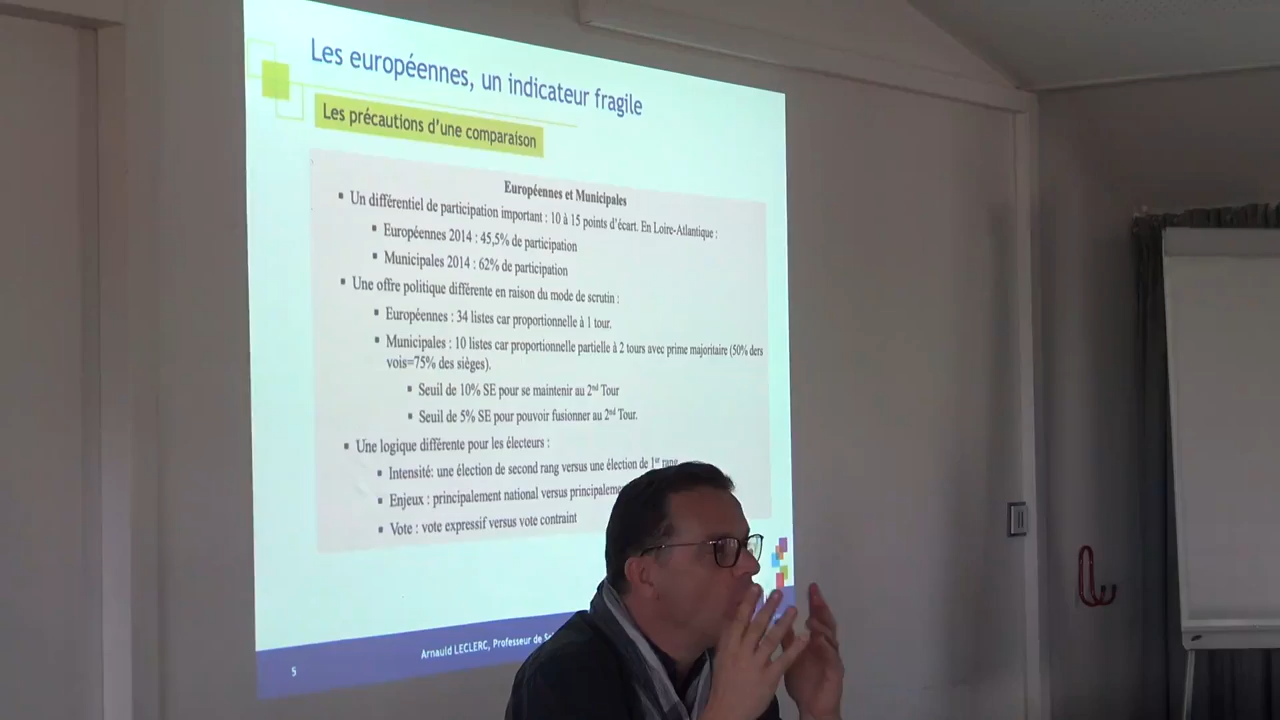 Les européennes, un indicateur fragile
Les précautions d'une comparaison
Européennes et Municipales
▪ Un différentiel de participation important : 10 à 15 points d'écart. En Loire-Atlantique :
▪ Européennes 2014 : 45,5% de participation
▪ Municipales 2014 : 62% de participation
▪ Une offre politique différente en raison du mode de scrutin :
▪ Européennes : 34 listes car proportionnelle à 1 tour.
▪ Municipales : 10 listes car proportionnelle partielle à 2 tours avec prime majoritaire (50% ders
vois=75% des sièges).
▪ Seuil de 10% SE pour se maintenir au 2nd Tour
▪ Seuil de 5% SE pour pouvoir fusionner au 2nd Tour.
▪ Une logique différente pour les électeurs :
▪ Intensité: une élection de second rang versus une élection de 1er rang
▪ Enjeux : principalement national versus
▪ Vote : vote expressif versus vote contraint
Arnauld LECLERC, Professeur de
5